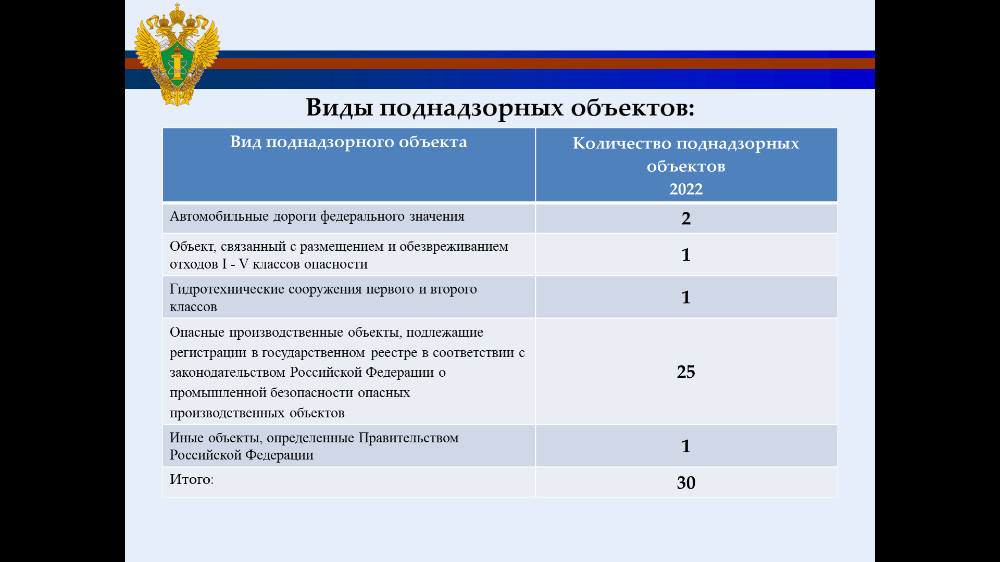 ЗАКОН
Виды поднадзорных объектов:
Вид поднадзорного объекта
Количество поднадзорных
объектов
2022
Автомобильные дороги федерального значения
2
Объект, связанный с размещением и обезвреживанием
отходов I - V классов опасности
1
Гидротехнические сооружения первого и второго
классов
1
Опасные производственные объекты, подлежащие
регистрации в государственном реестре в соответствии с
законодательством Российской Федерации о
промышленной безопасности опасных
производственных объектов
25
Иные объекты, определенные Правительством
Российской Федерации
1
Итого:
30